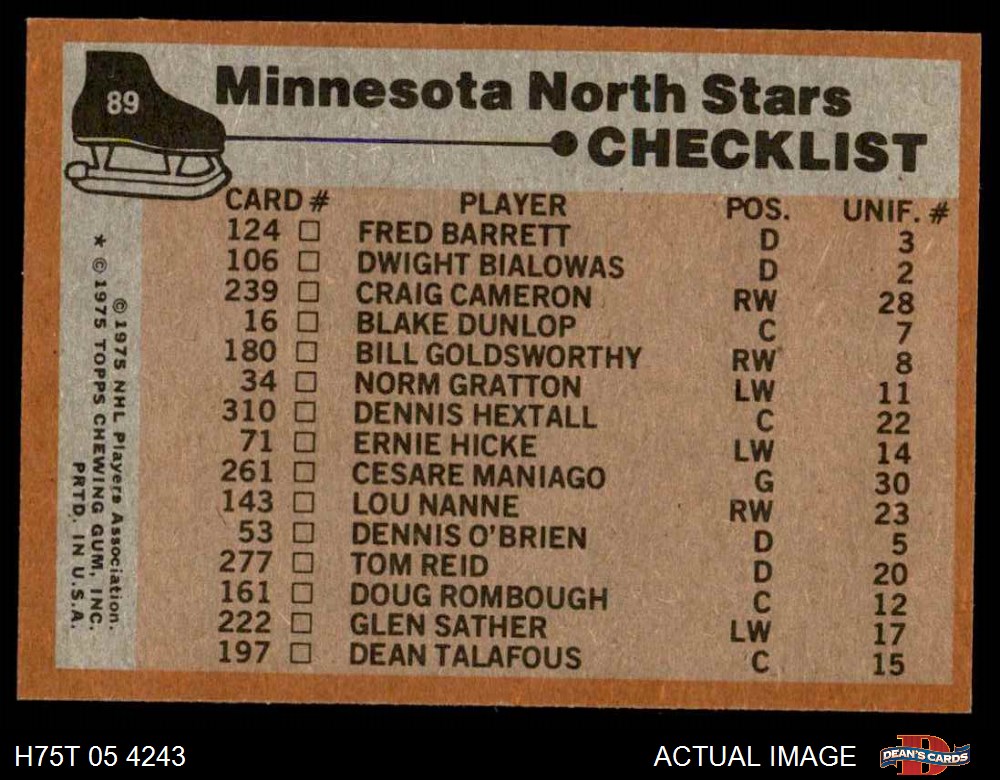 89
Minnesota North Stars
CHECKLIST
CARD # PLAYER POS. UNIF. #
124 FRED BARRETT D 3
106 DWIGHT BIALOWAS D 2
239 CRAIG CAMERON RW 28
16 BLAKE DUNLOP C 7
180 BILL GOLDSWORTHY RW 8
34 NORM GRATTON LW 11
310 DENNIS HEXTALL C 22
71 ERNIE HICKE LW 14
261 CESARE MANIAGO G 30
143 LOU NANNE RW 23
53 DENNIS O'BRIEN D 5
277 TOM REID D 20
161 DOUG ROMBOUGH C 12
222 GLEN SATHER LW 17
197 DEAN TALAFOUS C 15
© 1975 NHL Players Association.
* © 1975 TOPPS CHEWING GUM, INC.
PRTD. IN U.S.A.
H75T 05 4243
ACTUAL IMAGE
DEAN'S CARDS